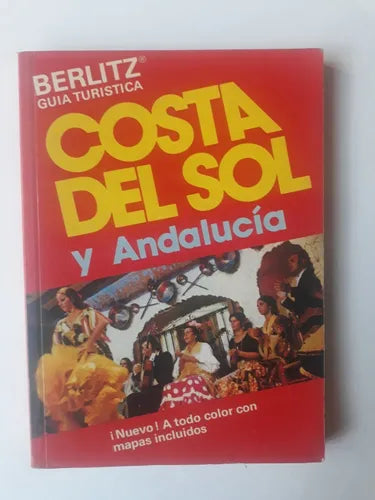 BERLITZ®
GUIA TURISTICA
COSTA
DEL SOL
y Andalucía
¡Nuevo! A todo color con
mapas incluidos